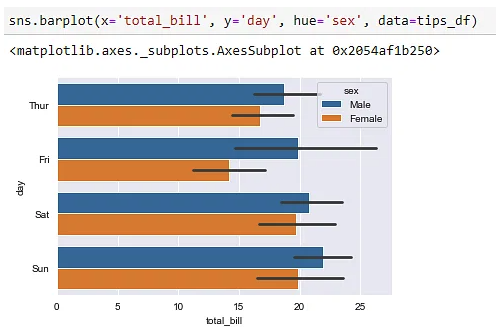 sns.barplot(x='total_bill', y='day', hue='sex', data=tips_df)
<matplotlib.axes._subplots.AxesSubplot at 0x2054af1b250>
sex
Male
Female
Thur
Fri
Sat
Sun
day
0 5 10 15 20 25
total_bill